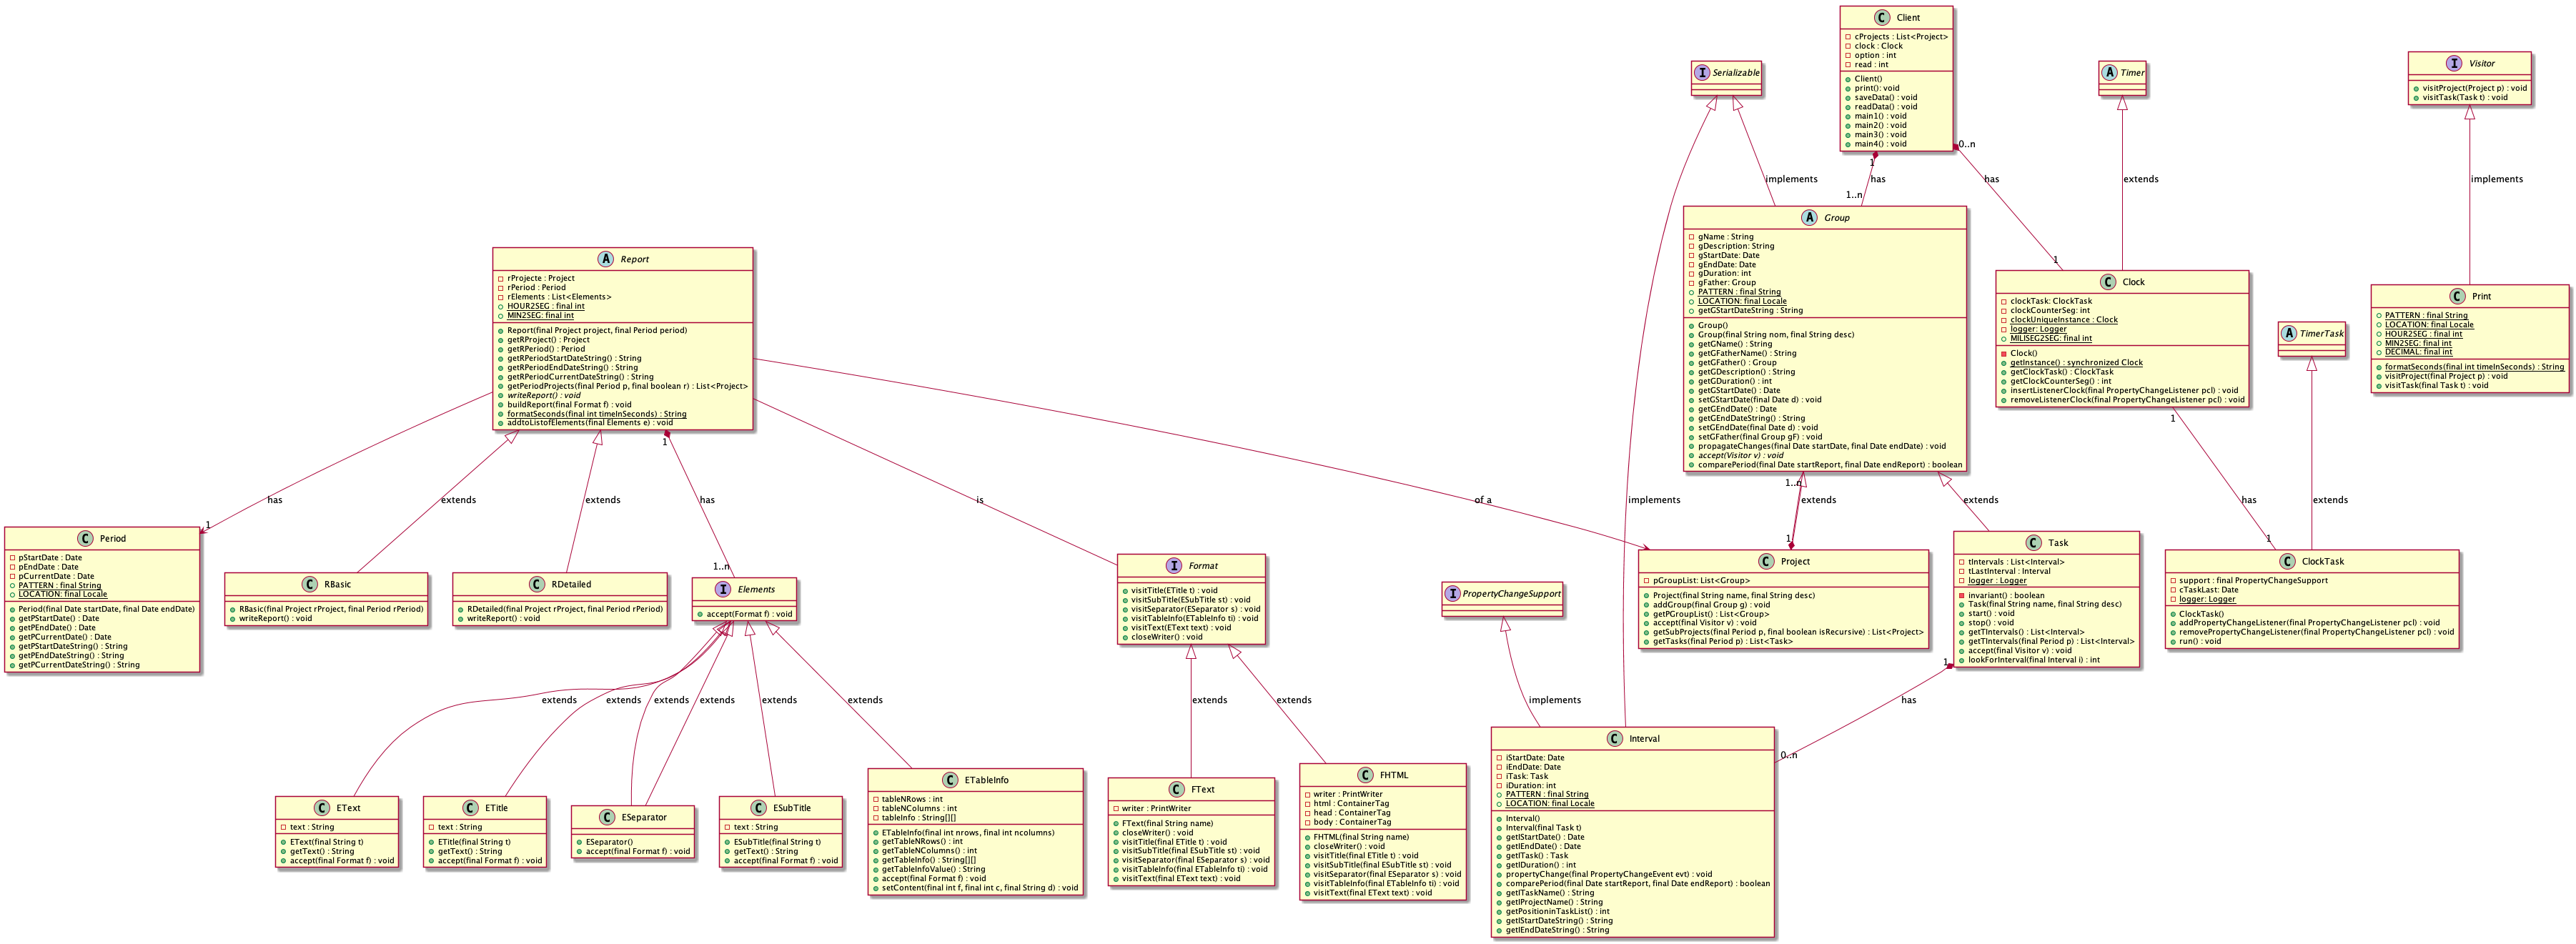 Client
cProjects : List<Project>
clock : Clock
option : int
read : int
Client()
print(): void
saveData() : void
readData() : void
main1() : void
main2() : void
main3() : void
main4() : void
Serializable
Timer
Visitor
visitProject(Project p) : void
visitTask(Task t) : void
0..n
1
implements
has
has
extends
implements
1..n
Group
gName : String
gDescription: String
gStartDate: Date
gEndDate: Date
gDuration: int
gFather: Group
PATTERN : final String
LOCATION: final Locale
getGStartDateString : String
Group()
Group(final String nom, final String desc)
getGName() : String
getGFatherName() : String
getGFather() : Group
getGDescription() : String
getGDuration() : int
getGStartDate() : Date
setGStartDate(final Date d) : void
getGEndDate() : Date
getGEndDateString() : String
setGEndDate(final Date d) : void
setGFather(final Group gF) : void
propagateChanges(final Date startDate, final Date endDate) : void
accept(Visitor v) : void
comparePeriod(final Date startReport, final Date endReport) : boolean
Report
rProjecte : Project
rPeriod : Period
rElements : List<Elements>
HOUR2SEG : final int
MIN2SEG: final int
Report(final Project project, final Period period)
getRProject() : Project
getRPeriod() : Period
getRPeriodStartDateString() : String
getRPeriodEndDateString() : String
getRPeriodCurrentDateString() : String
getPeriodProjects(final Period p, final boolean r) : List<Project>
writeReport() : void
buildReport(final Format f) : void
formatSeconds(final int timeInSeconds) : String
addtoListofElements(final Elements e) : void
1
Clock
clockTask: ClockTask
clockCounterSeg: int
clockUniqueInstance : Clock
logger: Logger
MILISEG2SEG: final int
Clock()
getInstance() : synchronized Clock
getClockTask() : ClockTask
getClockCounterSeg() : int
insertListenerClock(final PropertyChangeListener pcl) : void
removeListenerClock(final PropertyChangeListener pcl) : void
TimerTask
Print
PATTERN : final String
LOCATION: final Locale
HOUR2SEG : final int
MIN2SEG: final int
DECIMAL: final int
formatSeconds(final int timeInSeconds) : String
visitProject(final Project p) : void
visitTask(final Task t) : void
1
1
1..n
has
extends
extends
has
is
of a
implements
extends
extends
has
extends
1
1..n
1
1
Period
pStartDate : Date
pEndDate : Date
pCurrentDate : Date
PATTERN : final String
LOCATION: final Locale
Period(final Date startDate, final Date endDate)
getPStartDate() : Date
getPEndDate() : Date
getPCurrentDate() : Date
getPStartDateString() : String
getPEndDateString() : String
getPCurrentDateString() : String
RBasic
RBasic(final Project rProject, final Period rPeriod)
writeReport() : void
RDetailed
RDetailed(final Project rProject, final Period rPeriod)
writeReport() : void
Elements
accept(Format f) : void
Format
visitTitle(ETitle t) : void
visitSubTitle(ESubTitle st) : void
visitSeparator(ESeparator s) : void
visitTableInfo(ETableInfo ti) : void
visitText(EText text) : void
closeWriter() : void
PropertyChangeSupport
Project
pGroupList: List<Group>
Project(final String name, final String desc)
addGroup(final Group g) : void
getPGroupList() : List<Group>
accept(final Visitor v) : void
getSubProjects(final Period p, final boolean isRecursive) : List<Project>
getTasks(final Period p) : List<Task>
Task
tIntervals : List<Interval>
tLastInterval : Interval
logger : Logger
invariant() : boolean
Task(final String name, final String desc)
start() : void
stop() : void
getTIntervals() : List<Interval>
getTIntervals(final Period p) : List<Interval>
accept(final Visitor v) : void
lookForInterval(final Interval i) : int
ClockTask
support : final PropertyChangeSupport
cTaskLast: Date
logger: Logger
ClockTask()
addPropertyChangeListener(final PropertyChangeListener pcl) : void
removePropertyChangeListener(final PropertyChangeListener pcl) : void
run() : void
1
extends
extends
extends
extends
extends
extends
extends
extends
implements
has
0..n
EText
text : String
EText(final String t)
getText() : String
accept(final Format f) : void
ETitle
text : String
ETitle(final String t)
getText() : String
accept(final Format f) : void
ESeparator
ESeparator()
accept(final Format f) : void
ESubTitle
text : String
ESubTitle(final String t)
getText() : String
accept(final Format f) : void
ETableInfo
tableNRows : int
tableNColumns : int
tableInfo : String[][]
ETableInfo(final int nrows, final int ncolumns)
getTableNRows() : int
getTableNColumns() : int
getTableInfo() : String[][]
getTableInfoValue() : String
accept(final Format f) : void
setContent(final int f, final int c, final String d) : void
FText
writer : PrintWriter
FText(final String name)
closeWriter() : void
visitTitle(final ETitle t) : void
visitSubTitle(final ESubTitle st) : void
visitSeparator(final ESeparator s) : void
visitTableInfo(final ETableInfo ti) : void
visitText(final EText text) : void
FHTML
writer : PrintWriter
html : ContainerTag
head : ContainerTag
body : ContainerTag
FHTML(final String name)
closeWriter() : void
visitTitle(final ETitle t) : void
visitSubTitle(final ESubTitle st) : void
visitSeparator(final ESeparator s) : void
visitTableInfo(final ETableInfo ti) : void
visitText(final EText text) : void
Interval
iStartDate: Date
iEndDate: Date
iTask: Task
iDuration: int
PATTERN : final String
LOCATION: final Locale
Interval()
Interval(final Task t)
getIStartDate() : Date
getIEndDate() : Date
getITask() : Task
getIDuration() : int
propertyChange(final PropertyChangeEvent evt) : void
comparePeriod(final Date startReport, final Date endReport) : boolean
getITaskName() : String
getIProjectName() : String
getPositioninTaskList() : int
getIStartDateString() : String
getIEndDateString() : String